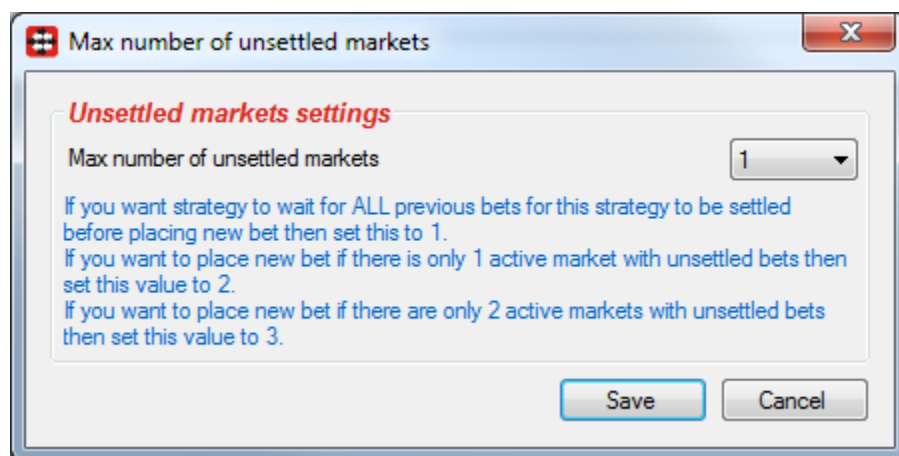 Max number of unsettled markets
Unsettled markets settings
Max number of unsettled markets
1
If you want strategy to wait for ALL previous bets for this strategy to be settled
before placing new bet then set this to 1.
If you want to place new bet if there is only 1 active market with unsettled bets then
set this value to 2.
If you want to place new bet if there are only 2 active markets with unsettled bets
then set this value to 3.
Save
Cancel